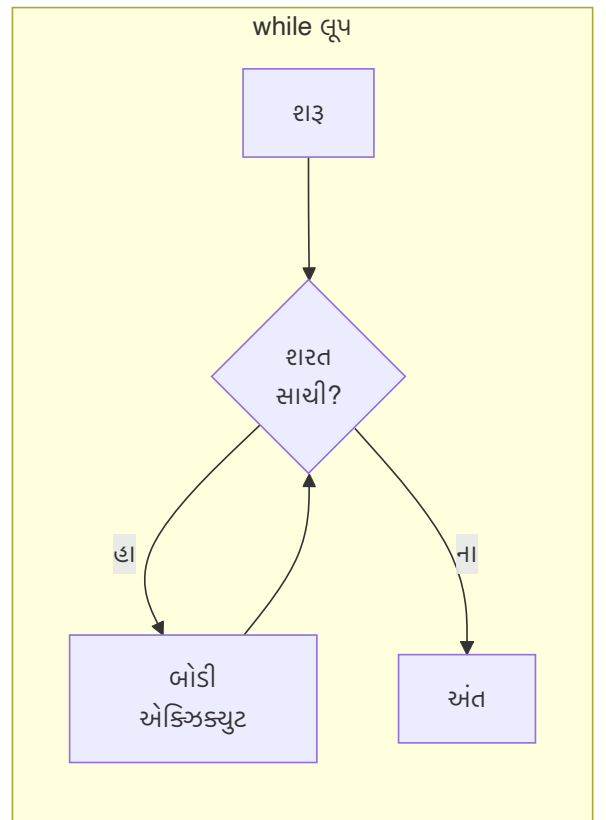 while લૂપ
શરૂ
શરત
સાચી?
હા
ના
બોડી
એક્ઝિક્યુટ
અંત